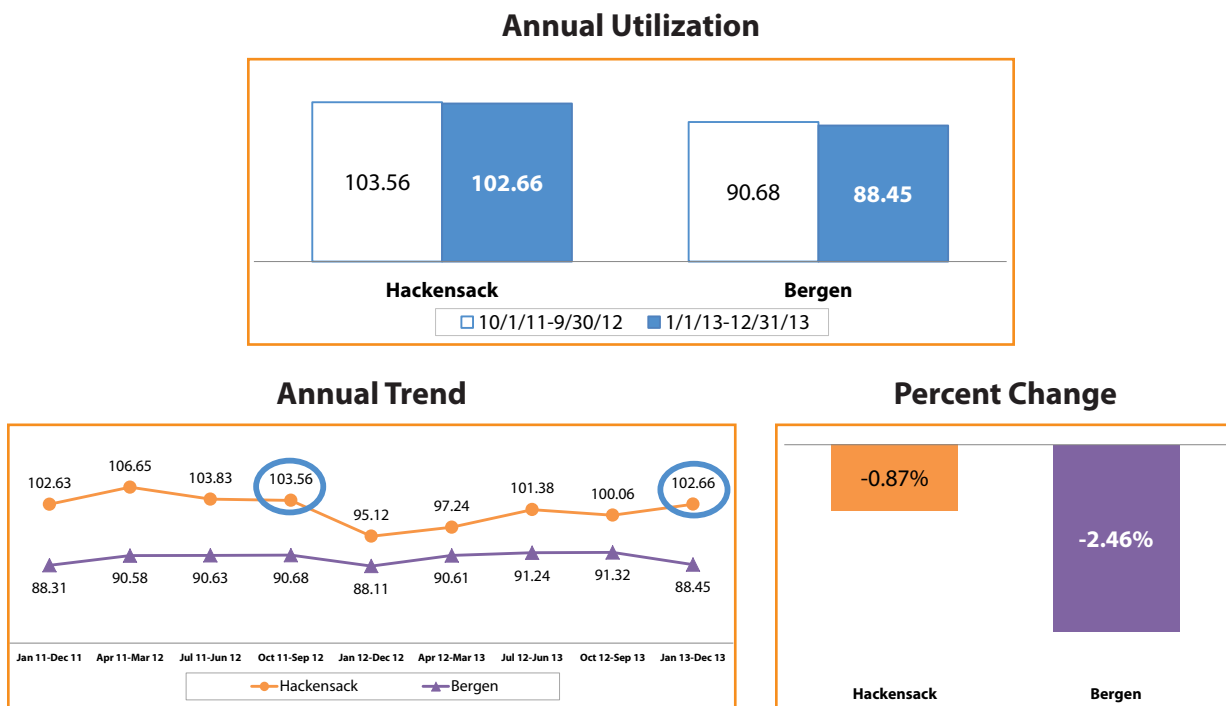 Annual Utilization
103.56
102.66
90.68
88.45
Hackensack
Bergen
10/1/11-9/30/12
1/1/13-12/31/13
Annual Trend
102.63
106.65
103.83
103.56
95.12
97.24
101.38
100.06
102.66
88.31
90.58
90.63
90.68
88.11
90.61
91.24
91.32
88.45
Jan 11-Dec 11
Apr 11-Mar 12
Jul 11-Jun 12
Oct 11-Sep 12
Jan 12-Dec 12
Apr 12-Mar 13
Jul 12-Jun 13
Oct 12-Sep 13
Jan 13-Dec 13
Hackensack
Bergen
Percent Change
-0.87%
-2.46%
Hackensack
Bergen